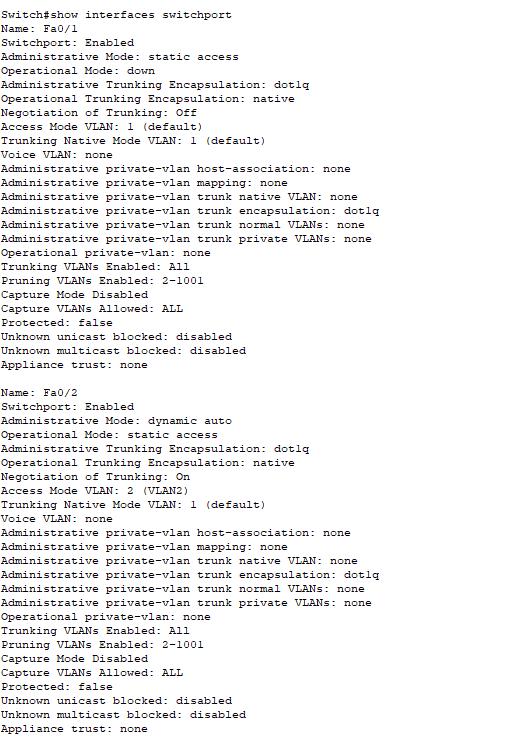 Switch#show interfaces switchport
Name: Fa0/1
Switchport: Enabled
Administrative Mode: static access
Operational Mode: down
Administrative Trunking Encapsulation: dot1q
Operational Trunking Encapsulation: native
Negotiation of Trunking: Off
Access Mode VLAN: 1 (default)
Trunking Native Mode VLAN: 1 (default)
Voice VLAN: none
Administrative private-vlan host-association: none
Administrative private-vlan mapping: none
Administrative private-vlan trunk native VLAN: none
Administrative private-vlan trunk encapsulation: dot1q
Administrative private-vlan trunk normal VLANs: none
Administrative private-vlan trunk private VLANs: none
Operational private-vlan: none
Trunking VLANs Enabled: All
Pruning VLANs Enabled: 2-1001
Capture Mode Disabled
Capture VLANs Allowed: ALL
Protected: false
Unknown unicast blocked: disabled
Unknown multicast blocked: disabled
Appliance trust: none

Name: Fa0/2
Switchport: Enabled
Administrative Mode: dynamic auto
Operational Mode: static access
Administrative Trunking Encapsulation: dot1q
Operational Trunking Encapsulation: native
Negotiation of Trunking: On
Access Mode VLAN: 2 (VLAN2)
Trunking Native Mode VLAN: 1 (default)
Voice VLAN: none
Administrative private-vlan host-association: none
Administrative private-vlan mapping: none
Administrative private-vlan trunk native VLAN: none
Administrative private-vlan trunk encapsulation: dot1q
Administrative private-vlan trunk normal VLANs: none
Administrative private-vlan trunk private VLANs: none
Operational private-vlan: none
Trunking VLANs Enabled: All
Pruning VLANs Enabled: 2-1001
Capture Mode Disabled
Capture VLANs Allowed: ALL
Protected: false
Unknown unicast blocked: disabled
Unknown multicast blocked: disabled
Appliance trust: none